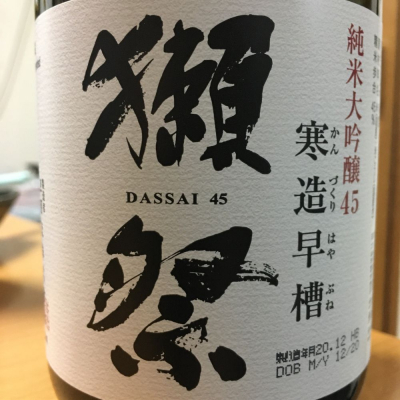 純米大吟醸45
寒造早槽
かんづくりはやぶね
獺祭
DASSAI 45
製造年月20.12 HB
DOB M/Y 12/20